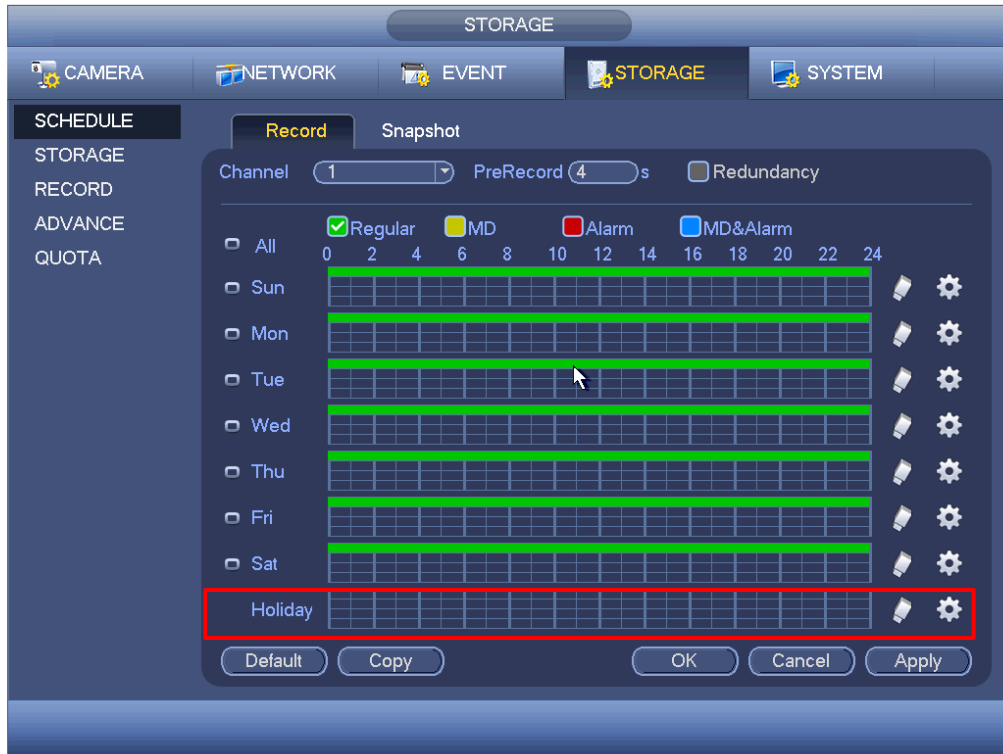 STORAGE
CAMERA NETWORK EVENT STORAGE SYSTEM
SCHEDULE
STORAGE
RECORD
ADVANCE
QUOTA
Record Snapshot
Channel 1 PreRecord 4 s Redundancy
Regular MD Alarm MD&Alarm
All 0 2 4 6 8 10 12 14 16 18 20 22 24
Sun
Mon
Tue
Wed
Thu
Fri
Sat
Holiday
Default Copy OK Cancel Apply